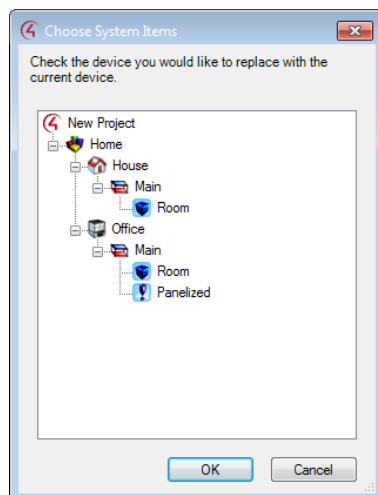 Choose System Items
Check the device you would like to replace with the
current device.
New Project
Home
House
Main
Room
Office
Main
Room
Panelized
OK
Cancel